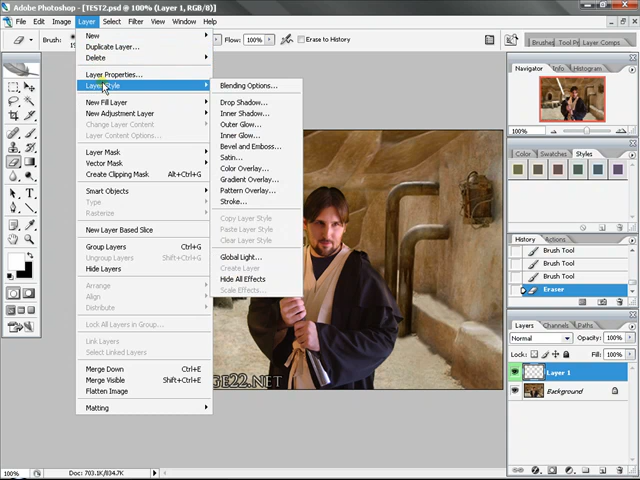 Adobe Photoshop - [TEST2.psd @ 100% (Layer 1, RGB/8)]
File Edit Image Layer Select Filter View Window Help
Brush: Flow: 100% Erase to History
Brushes Tool Pr Layer Comps
New
Duplicate Layer...
Delete
Layer Properties...
Layer Style
New Fill Layer
New Adjustment Layer
Change Layer Content
Layer Content Options...
Layer Mask
Vector Mask
Create Clipping Mask Alt+Ctrl+G
Smart Objects
Type
Rasterize
New Layer Based Slice
Group Layers Ctrl+G
Ungroup Layers Shift+Ctrl+G
Hide Layers
Arrange
Align
Distribute
Lock All Layers in Group...
Link Layers
Select Linked Layers
Merge Down Ctrl+E
Merge Visible Shift+Ctrl+E
Flatten Image
Matting
Blending Options...
Drop Shadow...
Inner Shadow...
Outer Glow...
Inner Glow...
Bevel and Emboss...
Satin...
Color Overlay...
Gradient Overlay...
Pattern Overlay...
Stroke...
Copy Layer Style
Paste Layer Style
Clear Layer Style
Global Light...
Create Layer
Hide All Effects
Scale Effects...
GE22.NET
Navigator Info Histogram
100%
Color Swatches Styles
History Actions
Brush Tool
Brush Tool
Brush Tool
Eraser
Layers Channels Paths
Normal Opacity: 100%
Lock: Fill: 100%
Layer 1
Background
100% Doc: 703.1K/834.7K